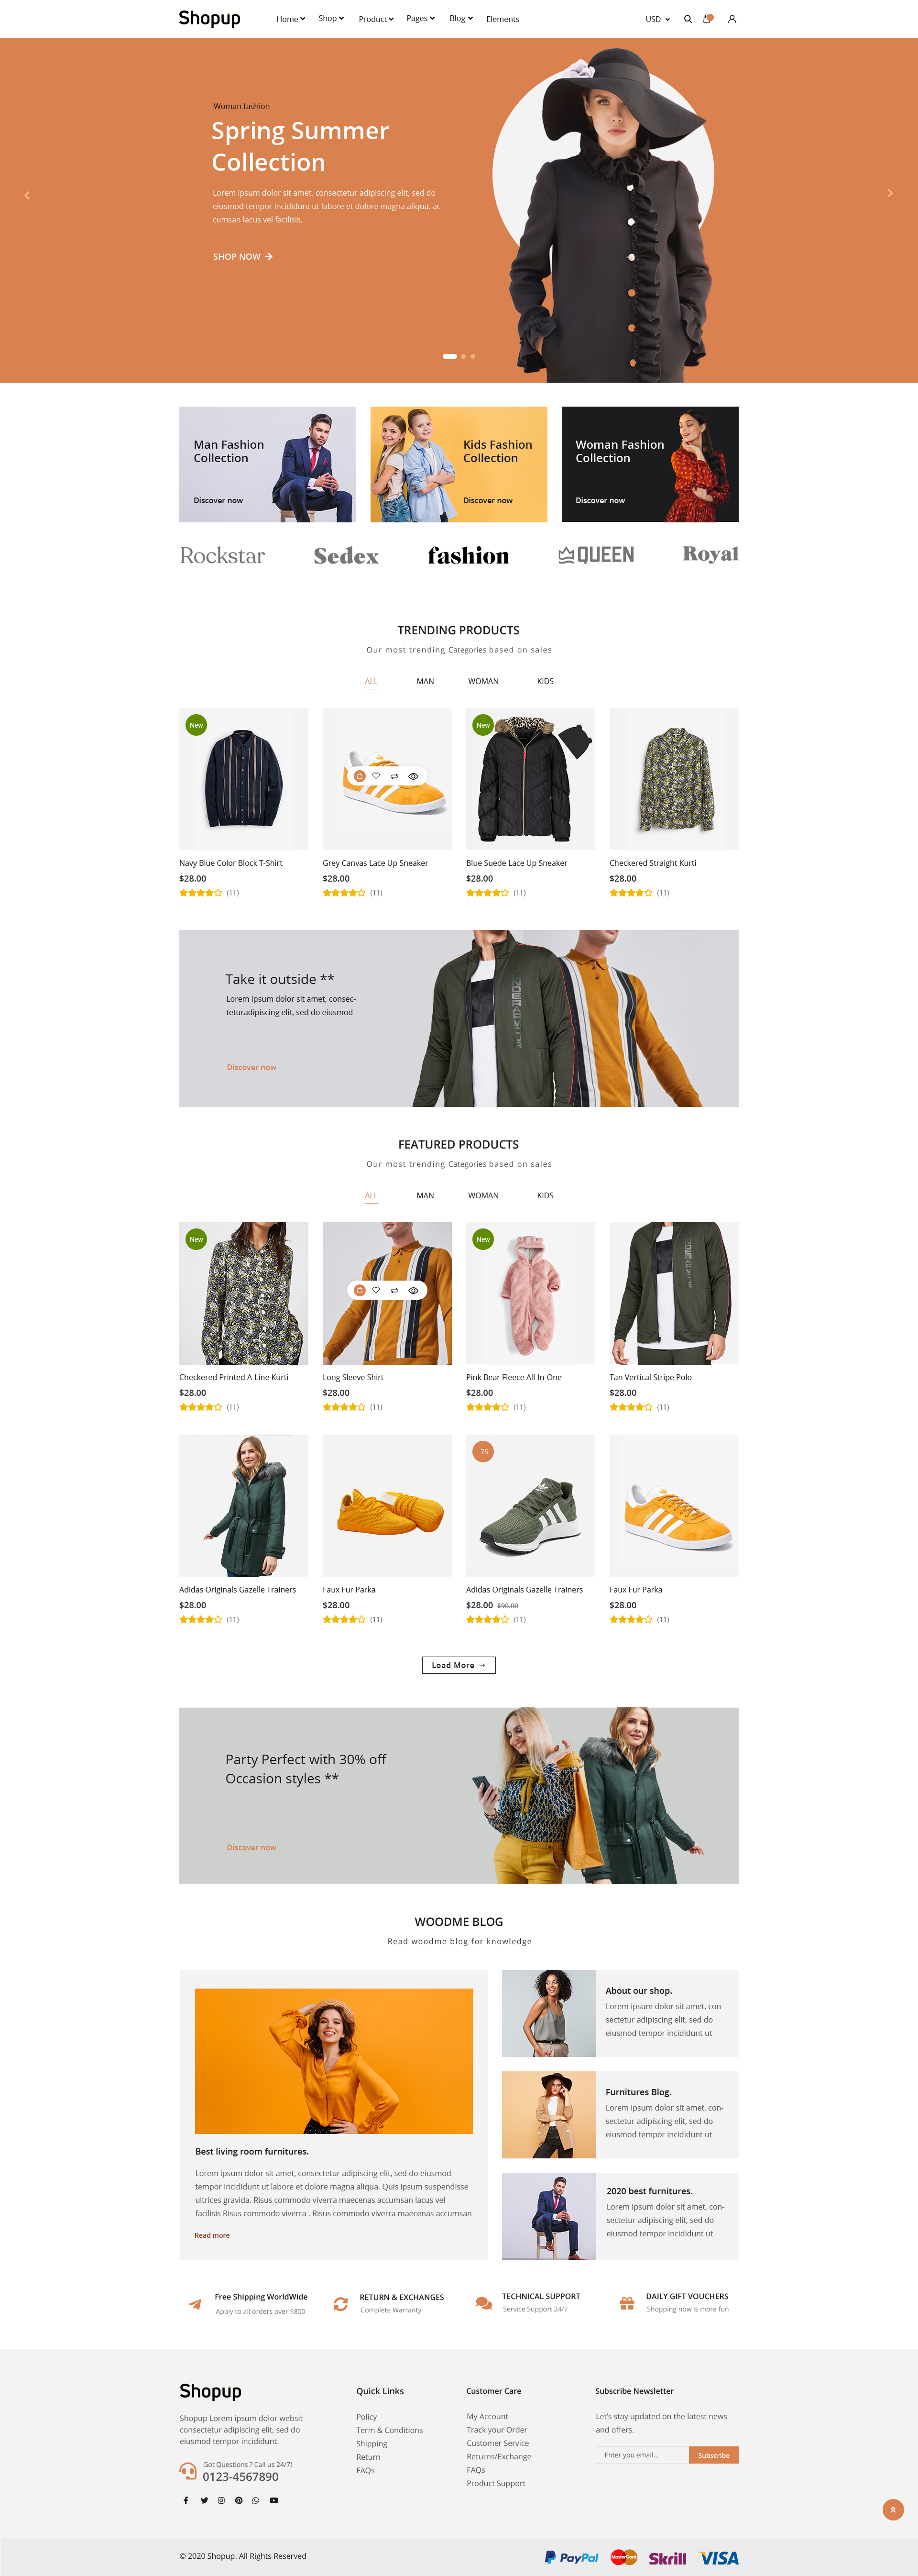 Shopup
Home Shop Product Pages Blog Elements
USD
Woman fashion
Spring Summer
Collection
Lorem ipsum dolor sit amet, consectetur adipiscing elit, sed do
eiusmod tempor incididunt ut labore et dolore magna aliqua. ac-
cumsan lacus vel facilisis.
SHOP NOW
Man Fashion
Collection
Discover now
Kids Fashion
Collection
Discover now
Woman Fashion
Collection
Discover now
Rockstar
Sedex
fashion
QUEEN
Royal
TRENDING PRODUCTS
Our most trending Categories based on sales
ALL MAN WOMAN KIDS
New
New
Navy Blue Color Block T-Shirt
$28.00
(11)
Grey Canvas Lace Up Sneaker
$28.00
(11)
Blue Suede Lace Up Sneaker
$28.00
(11)
Checkered Straight Kurti
$28.00
(11)
Take it outside **
Lorem ipsum dolor sit amet, consec-
teturadipiscing elit, sed do eiusmod
Discover now
FEATURED PRODUCTS
Our most trending Categories based on sales
ALL MAN WOMAN KIDS
New
New
Checkered Printed A-Line Kurti
$28.00
(11)
Long Sleeve Shirt
$28.00
(11)
Pink Bear Fleece All-In-One
$28.00
(11)
Tan Vertical Stripe Polo
$28.00
(11)
-75
Adidas Originals Gazelle Trainers
$28.00
(11)
Faux Fur Parka
$28.00
(11)
Adidas Originals Gazelle Trainers
$28.00 $90.00
(11)
Faux Fur Parka
$28.00
(11)
Load More
Party Perfect with 30% off
Occasion styles **
Discover now
WOODME BLOG
Read woodme blog for knowledge
Best living room furnitures.
Lorem ipsum dolor sit amet, consectetur adipiscing elit, sed do eiusmod
tempor incididunt ut labore et dolore magna aliqua. Quis ipsum suspendisse
ultrices gravida. Risus commodo viverra maecenas accumsan lacus vel
facilisis Risus commodo viverra . Risus commodo viverra maecenas accumsan
Read more
About our shop.
Lorem ipsum dolor sit amet, con-
sectetur adipiscing elit, sed do
eiusmod tempor incididunt ut
Furnitures Blog.
Lorem ipsum dolor sit amet, con-
sectetur adipiscing elit, sed do
eiusmod tempor incididunt ut
2020 best furnitures.
Lorem ipsum dolor sit amet, con-
sectetur adipiscing elit, sed do
eiusmod tempor incididunt ut
Free Shipping WorldWide
Apply to all orders over $800
RETURN & EXCHANGES
Complete Warranty
TECHNICAL SUPPORT
Service Support 24/7
DAILY GIFT VOUCHERS
Shopping now is more fun
Shopup
Shopup Lorem ipsum dolor websit
consectetur adipiscing elit, sed do
eiusmod tempor incididunt.
Got Questions ? Call us 24/7!
0123-4567890
Quick Links
Policy
Term & Conditions
Shipping
Return
FAQs
Customer Care
My Account
Track your Order
Customer Service
Returns/Exchange
FAQs
Product Support
Subscribe Newsletter
Let's stay updated on the latest news
and offers.
Enter you email...
Subscribe
© 2020 Shopup. All Rights Reserved
PayPal
MasterCard
Skrill
VISA